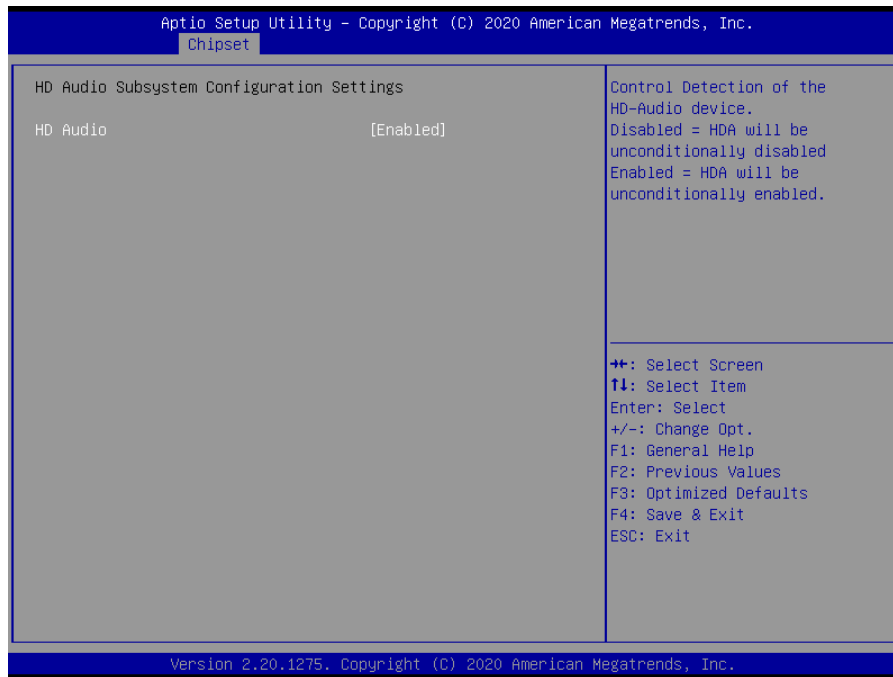 Aptio Setup Utility – Copyright (C) 2020 American Megatrends, Inc.
Chipset
HD Audio Subsystem Configuration Settings
HD Audio [Enabled]
Control Detection of the
HD-Audio device.
Disabled = HDA will be
unconditionally disabled
Enabled = HDA will be
unconditionally enabled.
→←: Select Screen
↑↓: Select Item
Enter: Select
+/-: Change Opt.
F1: General Help
F2: Previous Values
F3: Optimized Defaults
F4: Save & Exit
ESC: Exit
Version 2.20.1275. Copyright (C) 2020 American Megatrends, Inc.